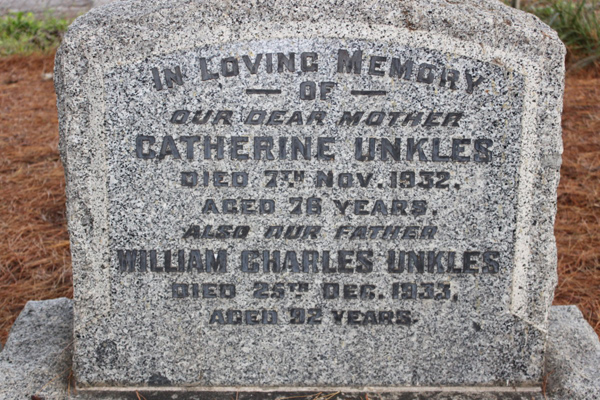 IN LOVING MEMORY
OF
OUR DEAR MOTHER
CATHERINE UNKLES
DIED 7TH NOV. 1932,
AGED 76 YEARS.
ALSO OUR FATHER
WILLIAM CHARLES UNKLES
DIED 25TH DEC. 1933,
AGED 92 YEARS.